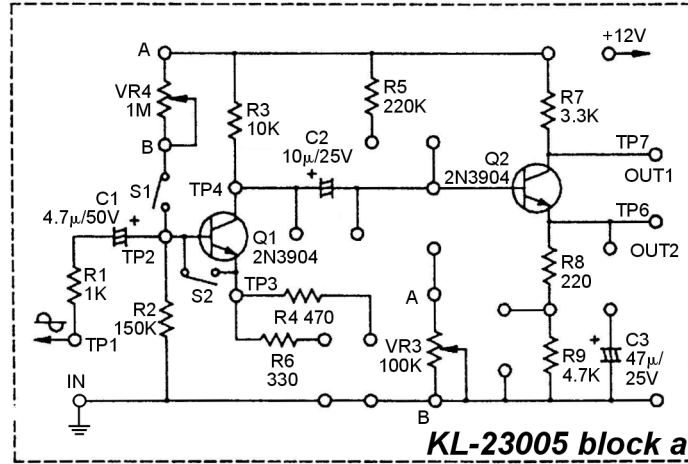 A
+12V
VR4
1M
R3
10K
R5
220K
R7
3.3K
B
C2
10µ/25V
+
Q2
2N3904
TP7
OUT1
S1
TP4
C1
4.7µ/50V
+
TP6
OUT2
Q1
2N3904
TP2
S2
R1
1K
TP3
R8
220
R2
150K
R4 470
A
TP1
R6
330
VR3
100K
R9
4.7K
+
C3
47µ/
25V
IN
B
KL-23005 block a